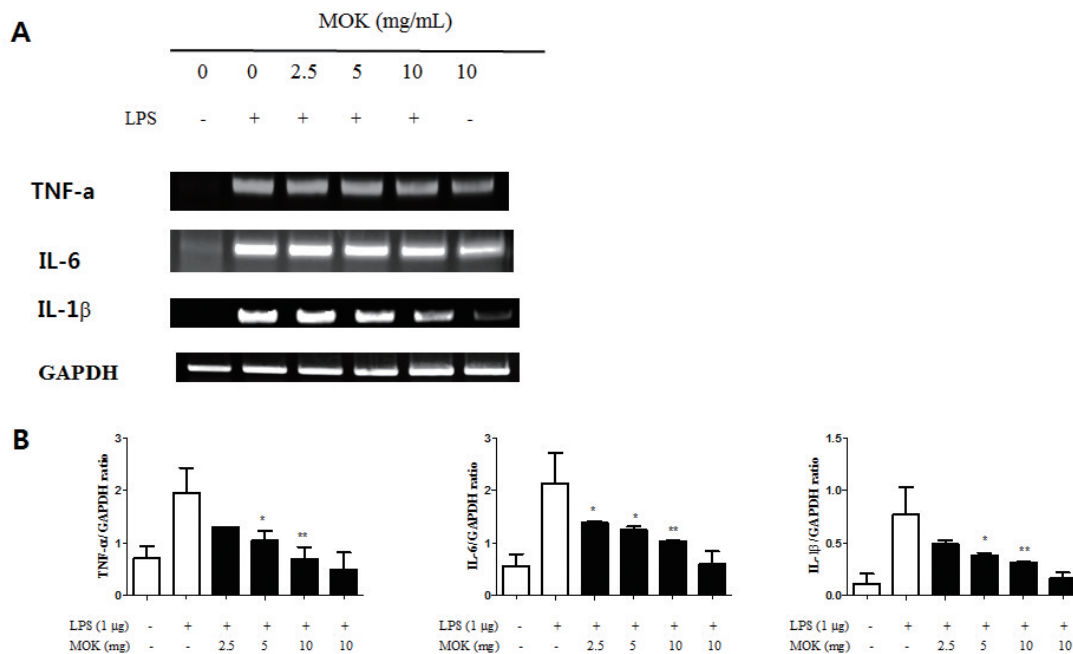 A
MOK (mg/mL)
0 0 2.5 5 10 10
LPS - + + + + -
TNF-a
IL-6
IL-1β
GAPDH
B
TNF-α/GAPDH ratio
3
2
1
0
*
**
LPS (1 μg) - + + + + +
MOK (mg) - - 2.5 5 10 10
IL-6/GAPDH ratio
3
2
1
0
*
*
**
LPS (1 μg) - + + + + +
MOK (mg) - - 2.5 5 10 10
IL-1β/GAPDH ratio
1.5
1.0
0.5
0.0
*
**
LPS (1 μg) - + + + + +
MOK (mg) - - 2.5 5 10 10